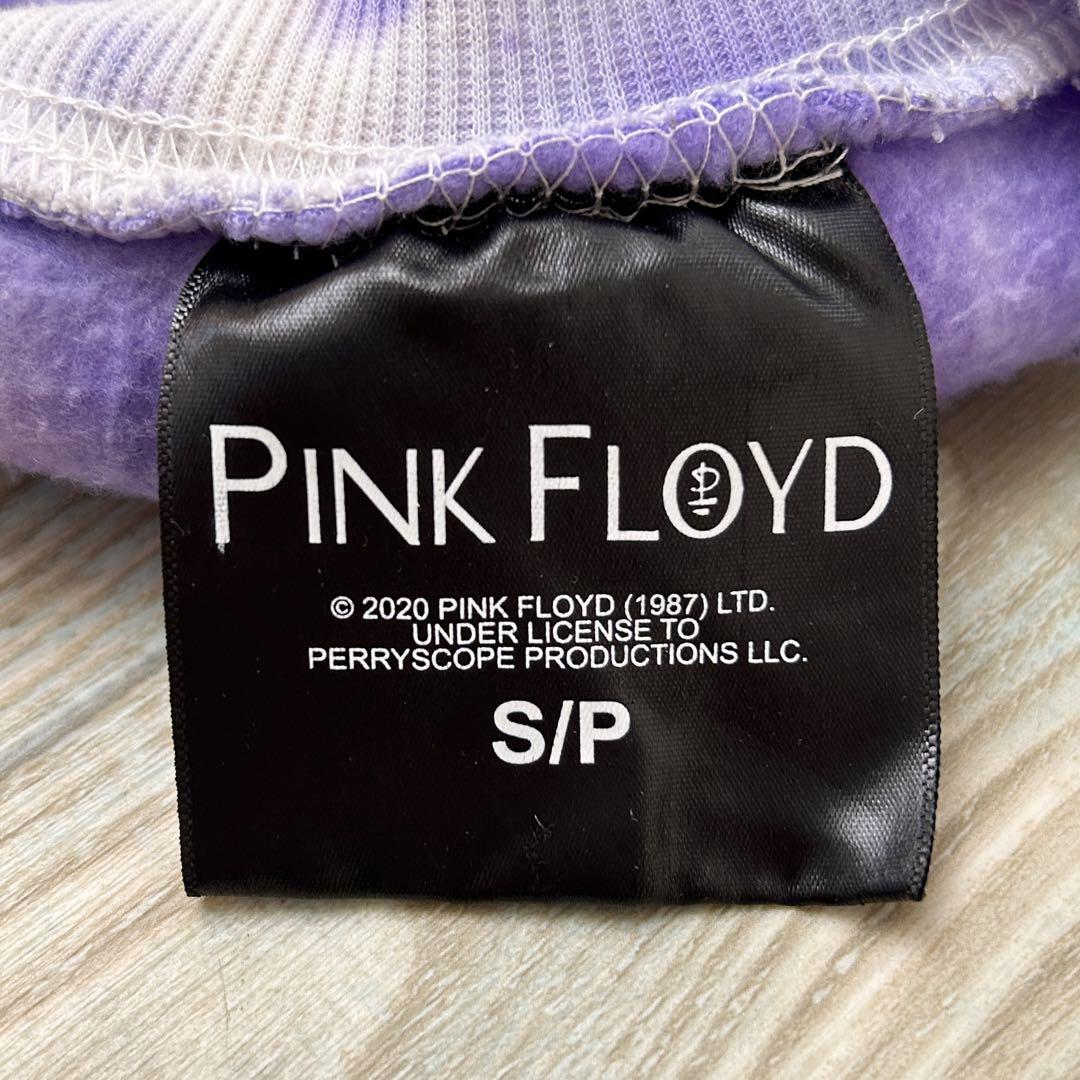 PINK FLOYD
© 2020 PINK FLOYD (1987) LTD.
UNDER LICENSE TO
PERRYSCOPE PRODUCTIONS LLC.
S/P